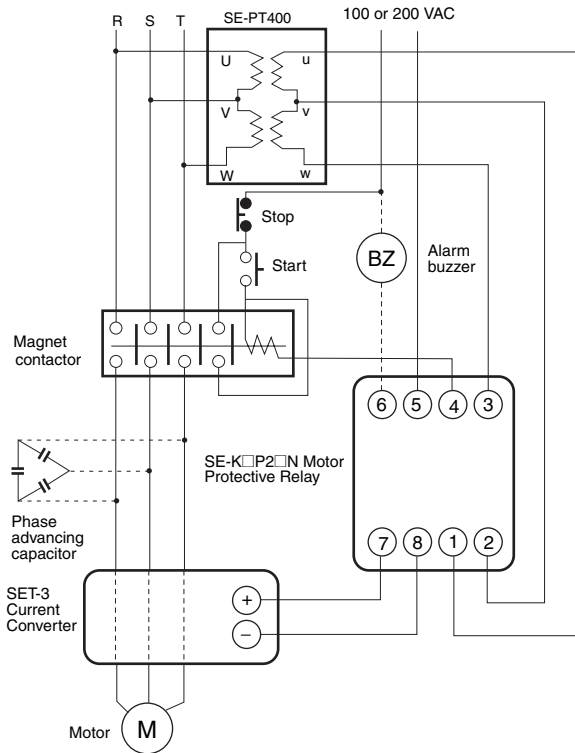 SE-PT400
100 or 200 VAC
R S T
U u
V v
W w
Stop
Start
BZ
Alarm
buzzer
Magnet
contactor
6 5 4 3
SE-K□P2□N Motor
Protective Relay
7 8 1 2
Phase
advancing
capacitor
SET-3
Current
Converter
+
−
Motor
M